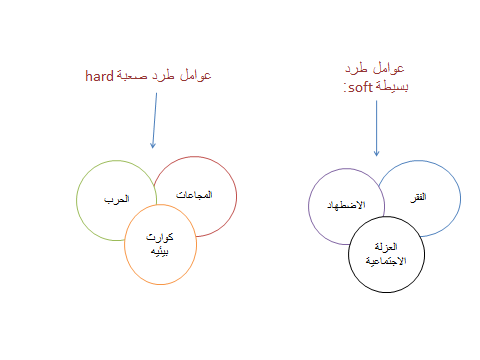 عوامل طرد
بسيطة soft:
الفقر
الاضطهاد
العزلة
الاجتماعية
عوامل طرد صعبة hard
المجاعات
الحرب
كوارث
بيئيه